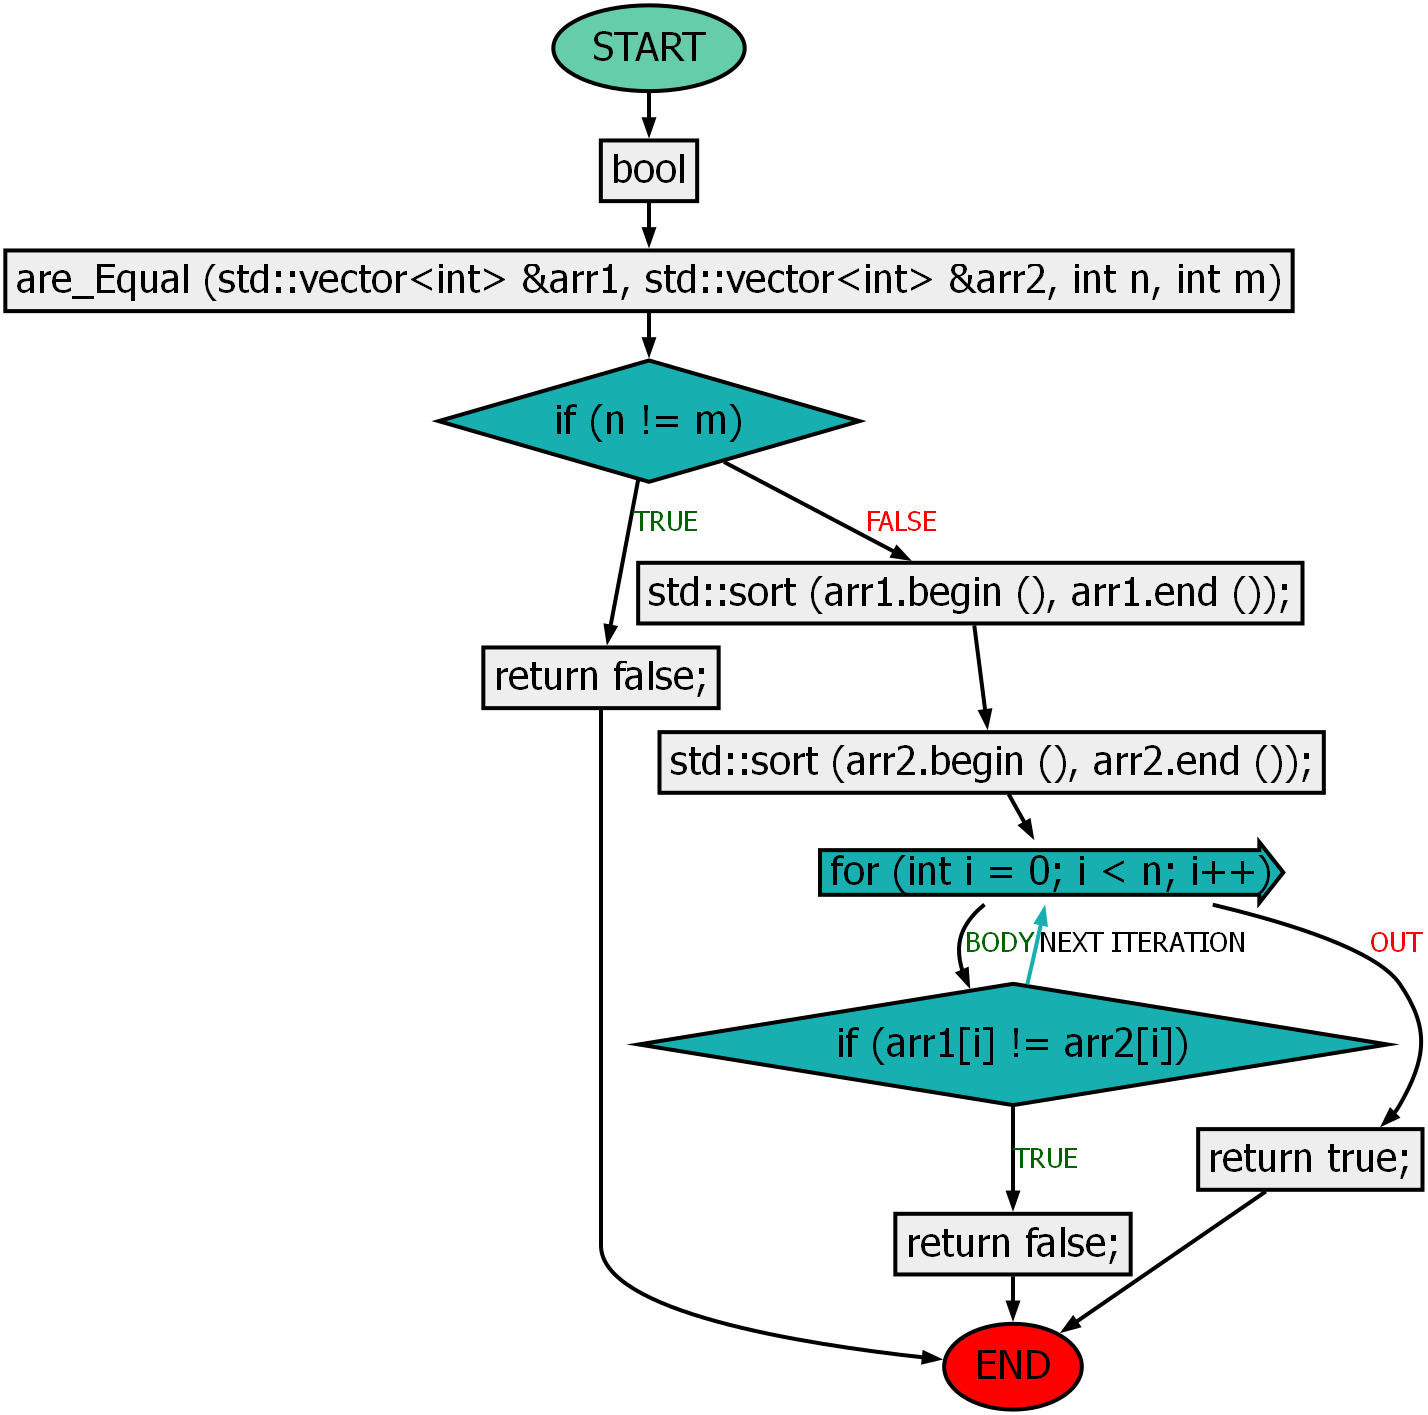 START
bool
are_Equal (std::vector<int> &arr1, std::vector<int> &arr2, int n, int m)
if (n != m)
TRUE
FALSE
std::sort (arr1.begin (), arr1.end ());
return false;
std::sort (arr2.begin (), arr2.end ());
for (int i = 0; i < n; i++)
BODY
NEXT ITERATION
OUT
if (arr1[i] != arr2[i])
TRUE
return true;
return false;
END